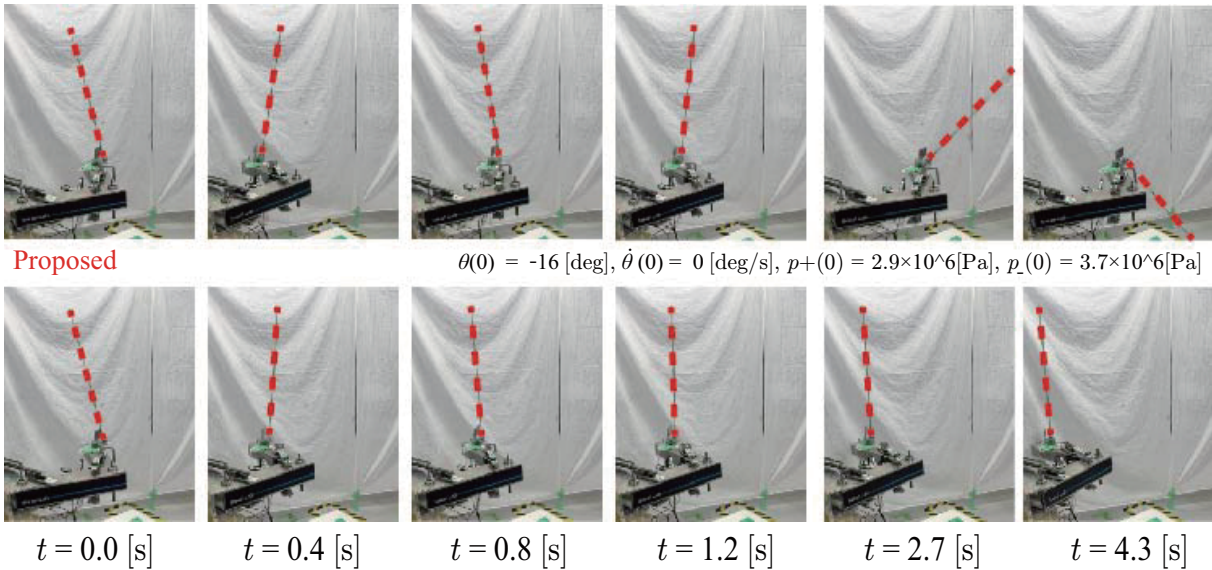 Proposed
θ(0) = -16 [deg], θ̇ (0) = 0 [deg/s], p+(0) = 2.9×10^6[Pa], p_(0) = 3.7×10^6[Pa]
t = 0.0 [s]
t = 0.4 [s]
t = 0.8 [s]
t = 1.2 [s]
t = 2.7 [s]
t = 4.3 [s]